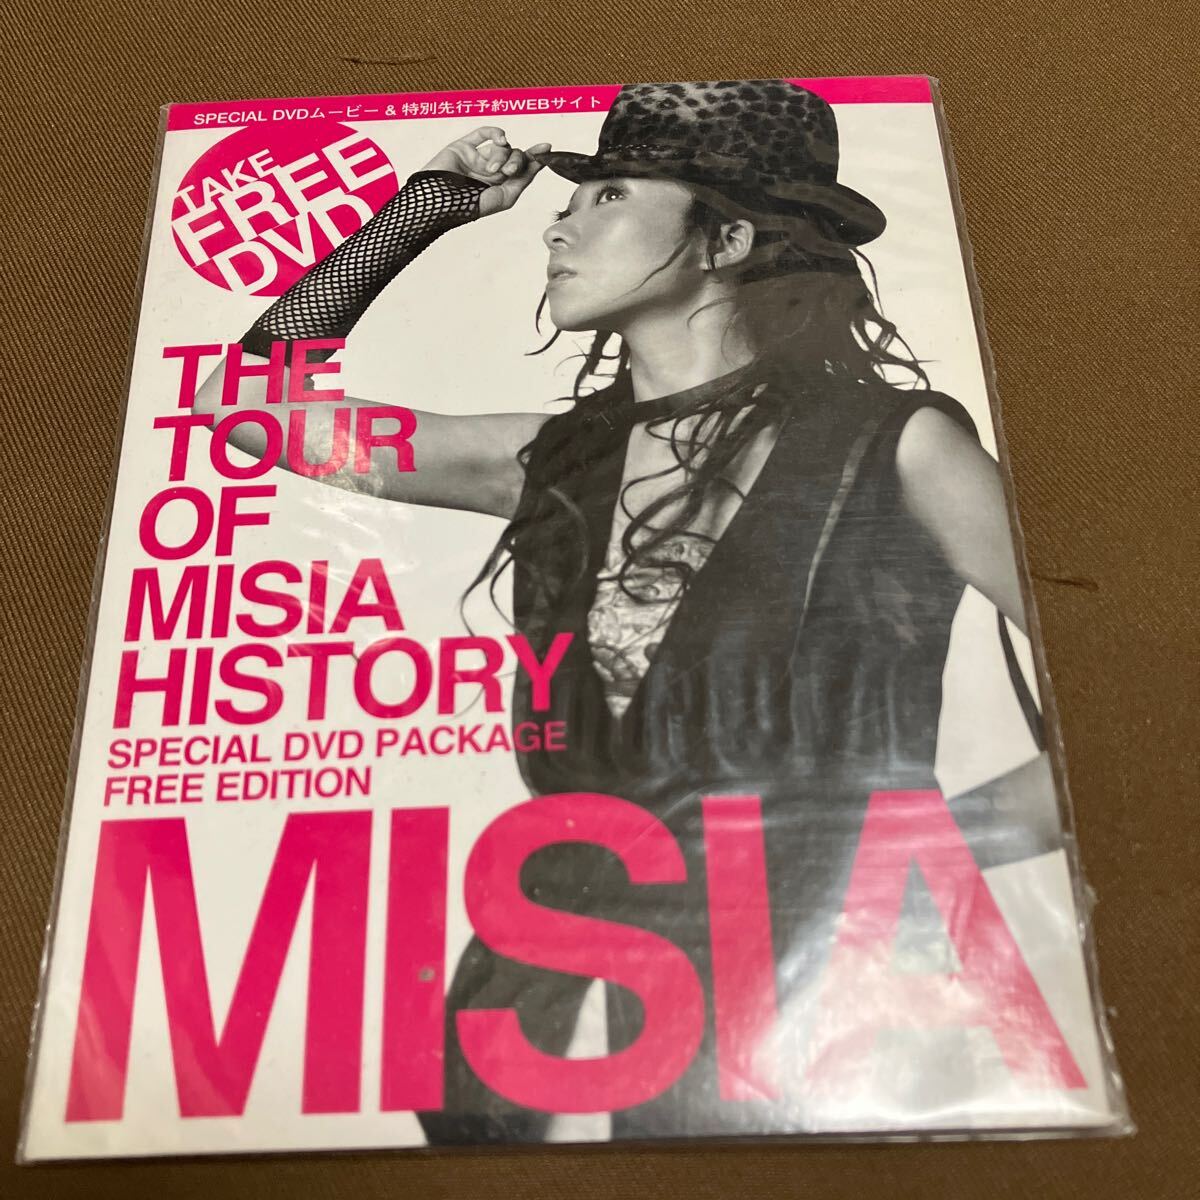 SPECIAL DVDムービー & 特別先行予約WEBサイト
TAKE
FREE
DVD
THE
TOUR
OF
MISIA
HISTORY
SPECIAL DVD PACKAGE
FREE EDITION
MISIA